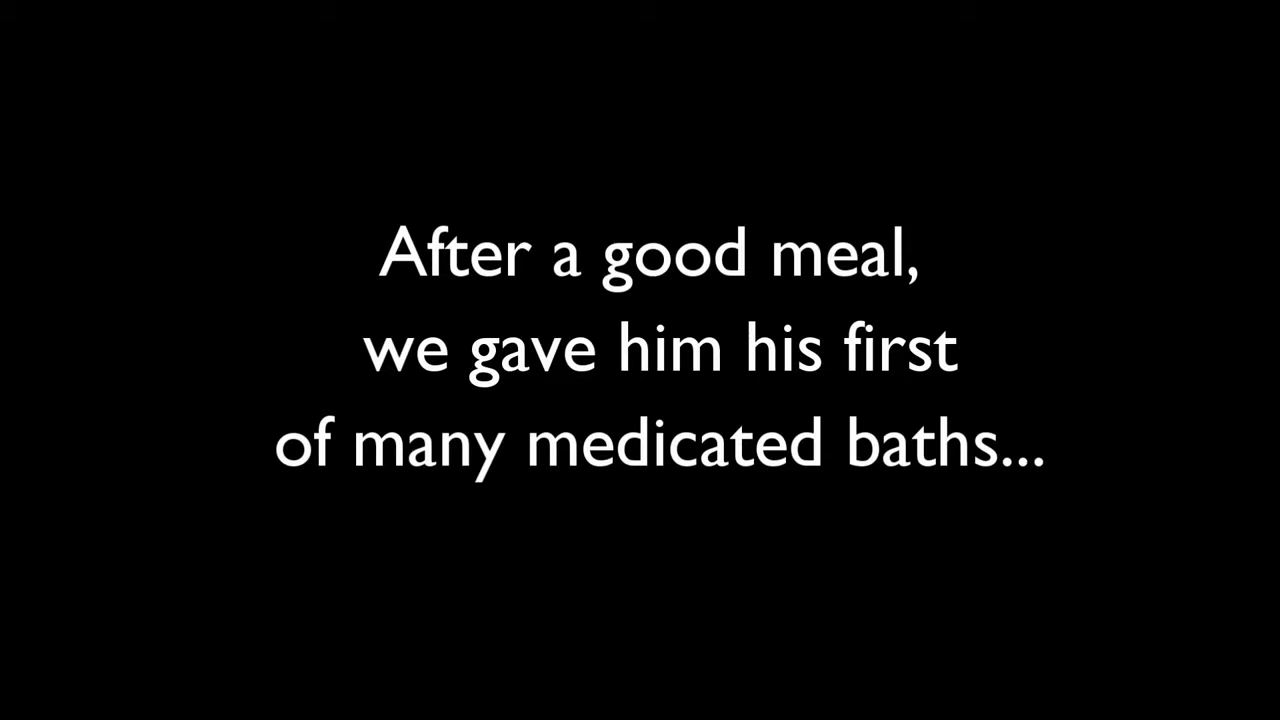 After a good meal,
we gave him his first
of many medicated baths...